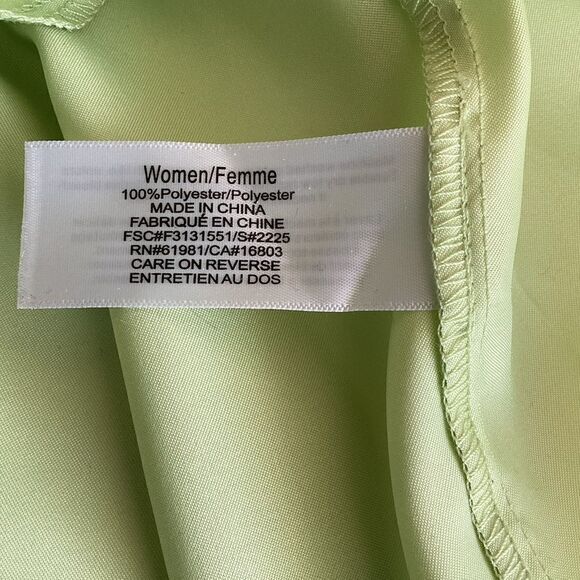 Women/Femme
100%Polyester/Polyester
MADE IN CHINA
FABRIQUÉ EN CHINE
FSC#F3131551/S#2225
RN#61981/CA#16803
CARE ON REVERSE
ENTRETIEN AU DOS